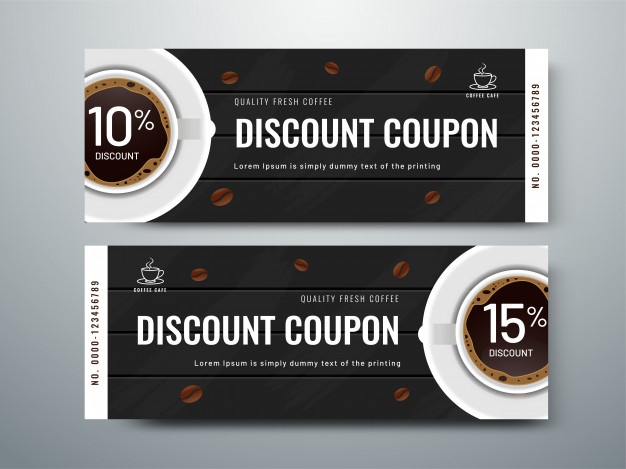 10%
DISCOUNT
QUALITY FRESH COFFEE
DISCOUNT COUPON
Lorem Ipsum is simply dummy text of the printing
COFFEE CAFE
NO. 0000-123456789
NO. 0000-123456789
COFFEE CAFE
QUALITY FRESH COFFEE
DISCOUNT COUPON
Lorem Ipsum is simply dummy text of the printing
15%
DISCOUNT